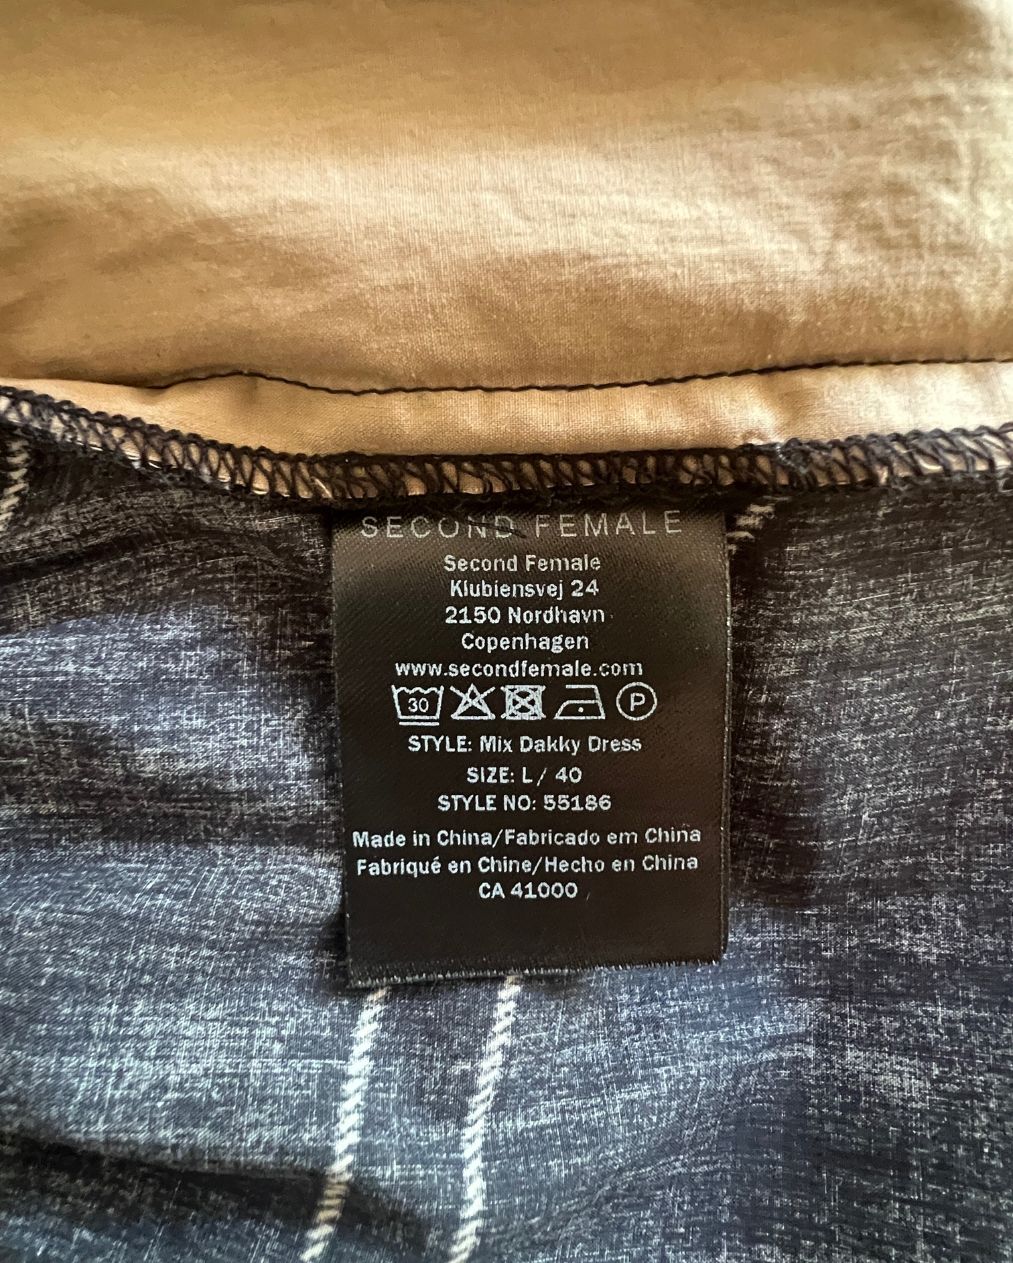 SECOND FEMALE
Second Female
Klubiensvej 24
2150 Nordhavn
Copenhagen
www.secondfemale.com
30 P
STYLE: Mix Dakky Dress
SIZE: L / 40
STYLE NO: 55186
Made in China/Fabricado em China
Fabriqué en Chine/Hecho en China
CA 41000